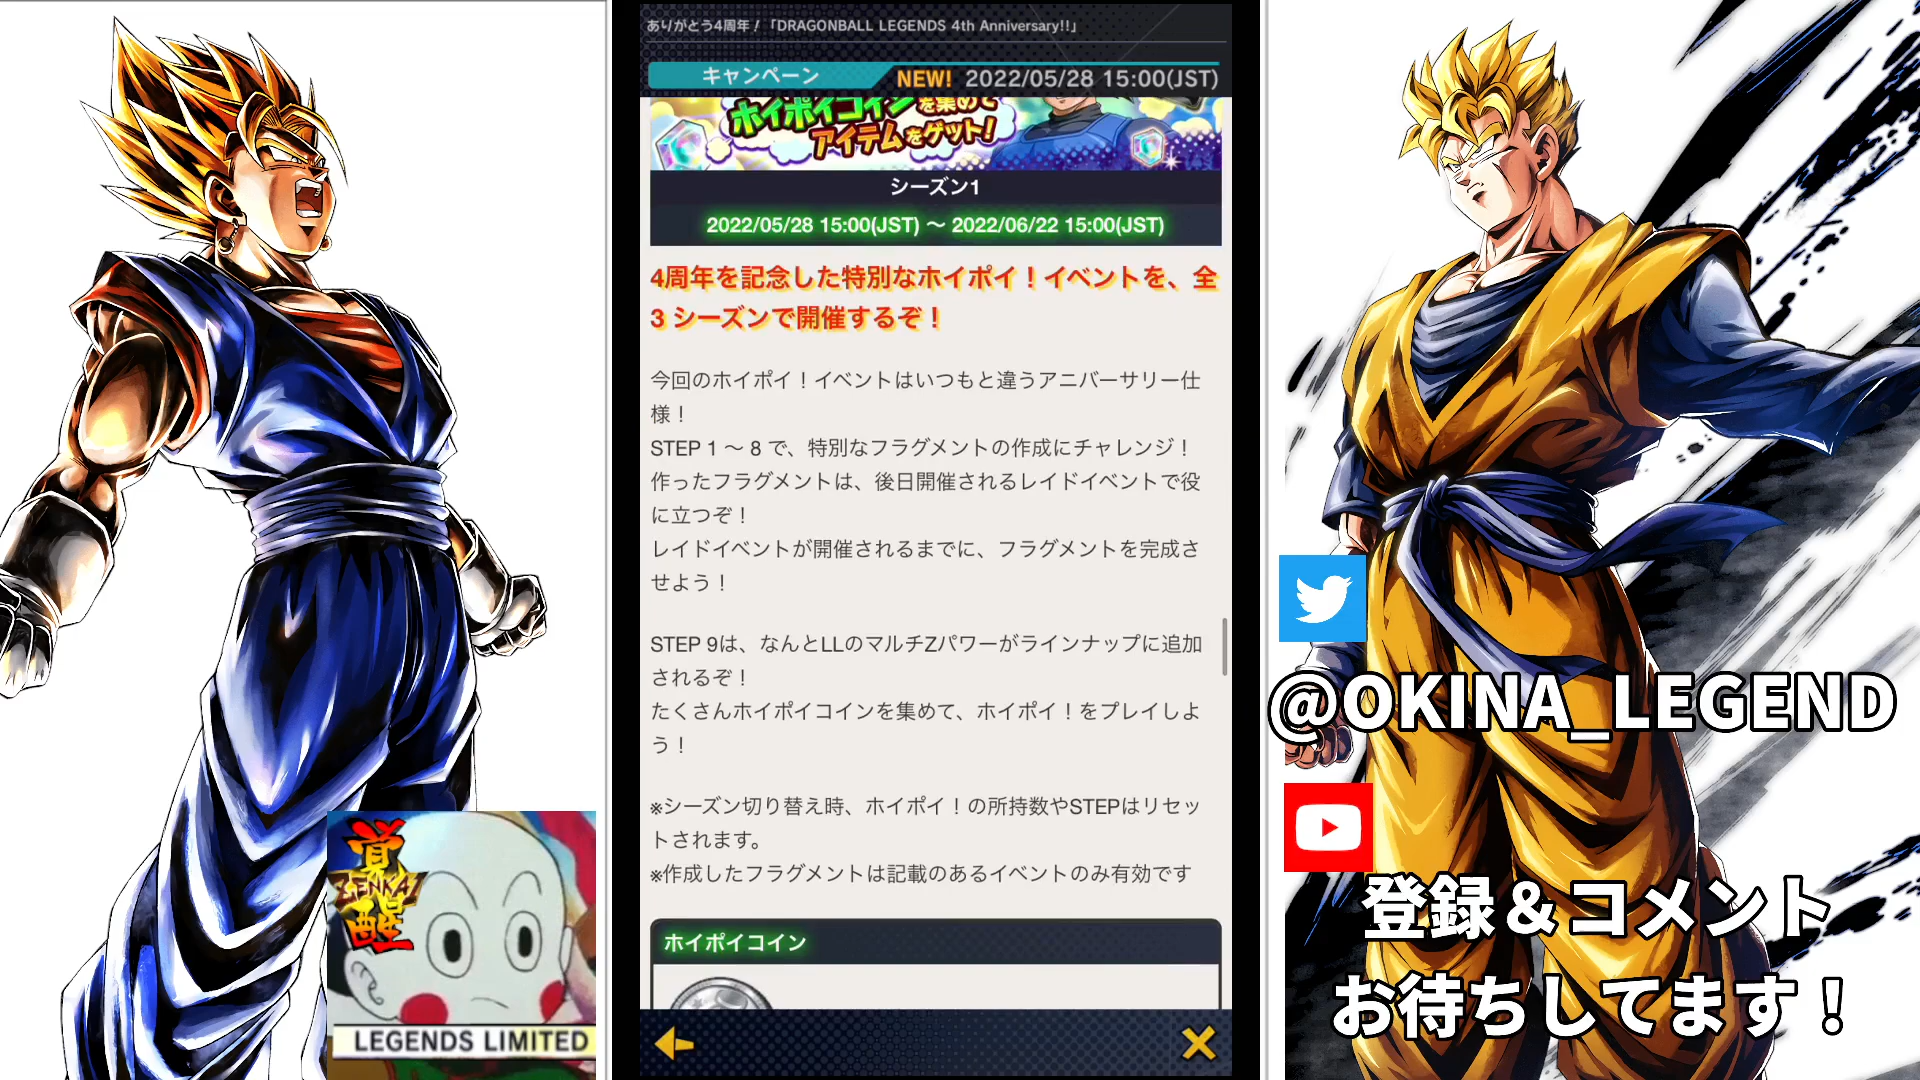 ありがとう4周年！「DRAGONBALL LEGENDS 4th Anniversary!!」
キャンペーン
NEW! 2022/05/28 15:00(JST)
ホイポイコインを集めて
アイテムをゲット!
シーズン1
2022/05/28 15:00(JST) ～ 2022/06/22 15:00(JST)
4周年を記念した特別なホイポイ！イベントを、全
3 シーズンで開催するぞ！
今回のホイポイ！イベントはいつもと違うアニバーサリー仕
様！
STEP 1 ～ 8 で、特別なフラグメントの作成にチャレンジ！
作ったフラグメントは、後日開催されるレイドイベントで役
に立つぞ！
レイドイベントが開催されるまでに、フラグメントを完成さ
せよう！
STEP 9は、なんとLLのマルチZパワーがラインナップに追加
されるぞ！
たくさんホイポイコインを集めて、ホイポイ！をプレイしよ
う！
※シーズン切り替え時、ホイポイ！の所持数やSTEPはリセッ
トされます。
※作成したフラグメントは記載のあるイベントのみ有効です
ホイポイコイン
覚
ZENKAI
醒
LEGENDS LIMITED
@OKINA_LEGEND
登録＆コメント
お待ちしてます！